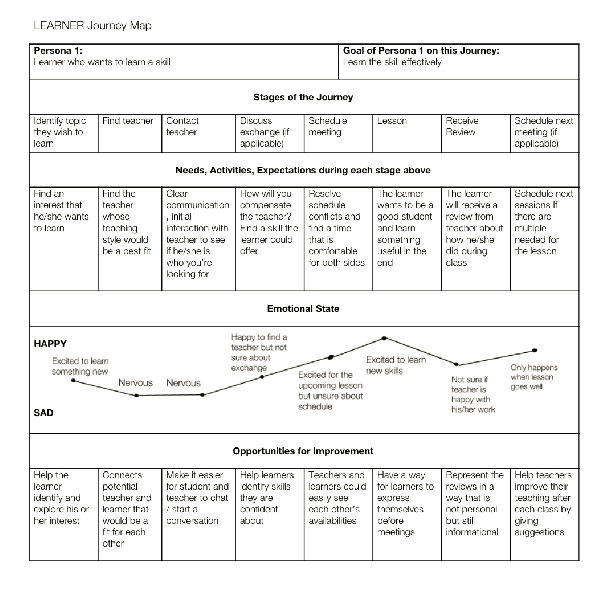 LEARNER Journey Map
Persona 1:
Learner who wants to learn a skill
Goal of Persona 1 on this Journey:
Learn the skill effectively
Stages of the Journey
Identify topic
they wish to
learn
Find teacher
Contact
teacher
Discuss
exchange (if
applicable)
Schedule
meeting
Lesson
Receive
Review
Schedule next
meeting (if
applicable)
Needs, Activities, Expectations during each stage above
Find an
interest that
he/she wants
to learn
Find the
teacher
whose
teaching
style would
be a best fit
Clear
communication
, initial
interaction with
teacher to see
if he/she is
who you're
looking for
How will you
compensate
the teacher?
Find a skill the
learner could
offer
Resolve
schedule
conflicts and
find a time
that is
comfortable
for both sides
The learner
wants to be a
good student
and learn
something
useful in the
end
The learner
will receive a
review from
teacher about
how he/she
did during
class
Schedule next
sessions if
there are
multiple
needed for
the lesson
Emotional State
HAPPY
SAD
Excited to learn
something new
Nervous
Nervous
Happy to find a
teacher but not
sure about
exchange
Excited for the
upcoming lesson
but unsure about
schedule
Excited to learn
new skills
Not sure if
teacher is
happy with
his/her work
Only happens
when lesson
goes well
Opportunities for Improvement
Help the
learner
identify and
explore his or
her interest
Connects
potential
teacher and
learner that
would be a
fit for each
other
Make it easier
for student and
teacher to chat
/ start a
conversation
Help learners
identify skills
they are
confident
about
Teachers and
learners could
easily see
each other's
availabilities
Have a way
for learners to
express
themselves
before
meetings
Represent the
reviews in a
way that is
not personal
but still
informational
Help teachers
improve their
teaching after
each class by
giving
suggestions